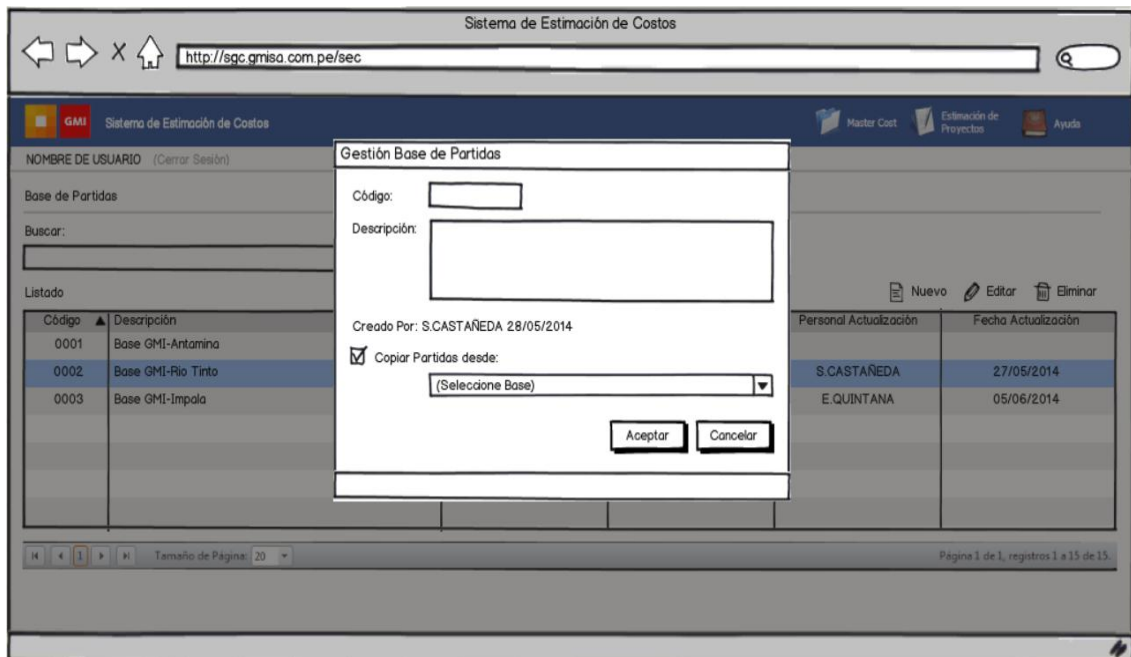 Sistema de Estimación de Costos
http://sgc.gmisa.com.pe/sec
GMI Sistema de Estimación de Costos Master Cost Estimación de Proyectos Ayuda
NOMBRE DE USUARIO (Cerrar Sesión)
Base de Partidas
Buscar:
Listado
Nuevo Editar Eliminar
Código Descripción Personal Actualización Fecha Actualización
0001 Base GMI-Antamina
0002 Base GMI-Rio Tinto S.CASTAÑEDA 27/05/2014
0003 Base GMI-Impala E.QUINTANA 05/06/2014
Gestión Base de Partidas
Código:
Descripción:
Creado Por: S.CASTAÑEDA 28/05/2014
Copiar Partidas desde:
(Seleccione Base)
Aceptar Cancelar
1 Tamaño de Página: 20 Página 1 de 1, registros 1 a 15 de 15.